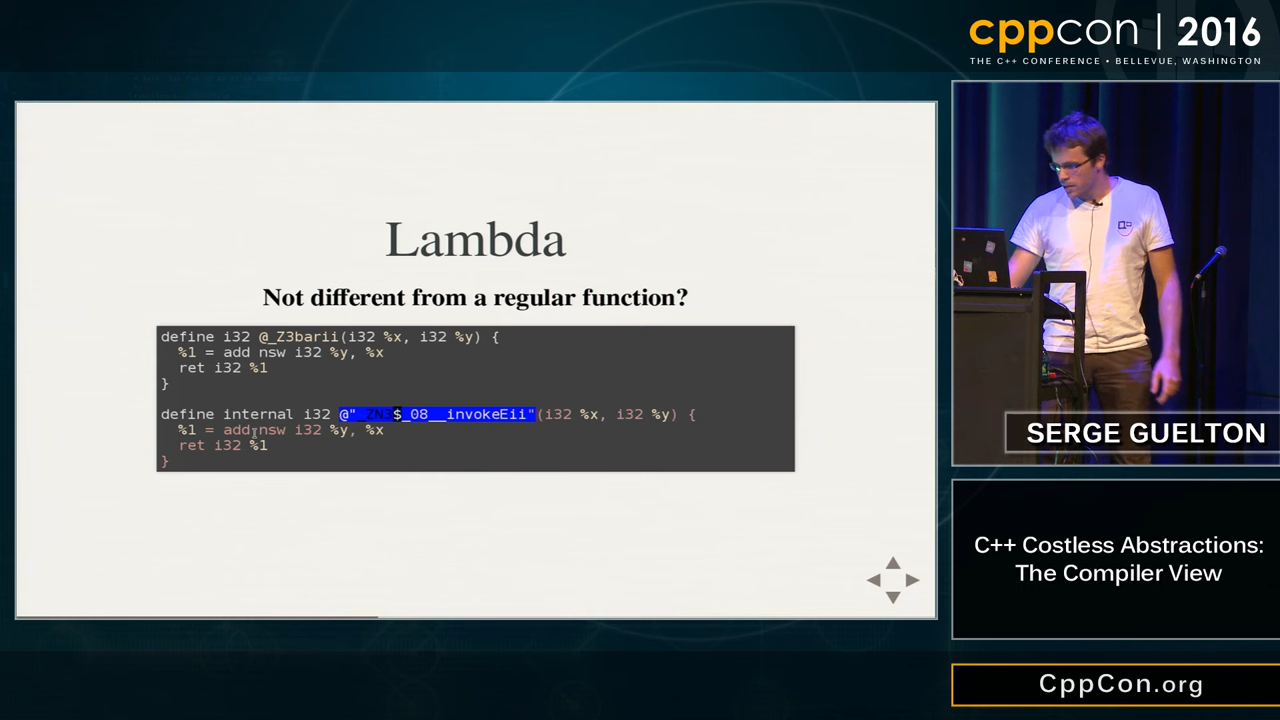 cppcon | 2016
THE C++ CONFERENCE • BELLEVUE, WASHINGTON
Lambda
Not different from a regular function?
define i32 @_Z3barii(i32 %x, i32 %y) {
%1 = add nsw i32 %y, %x
ret i32 %1
}
define internal i32 @"_ZN3$_08__invokeEii"(i32 %x, i32 %y) {
%1 = add nsw i32 %y, %x
ret i32 %1
}
SERGE GUELTON
C++ Costless Abstractions:
The Compiler View
CppCon.org